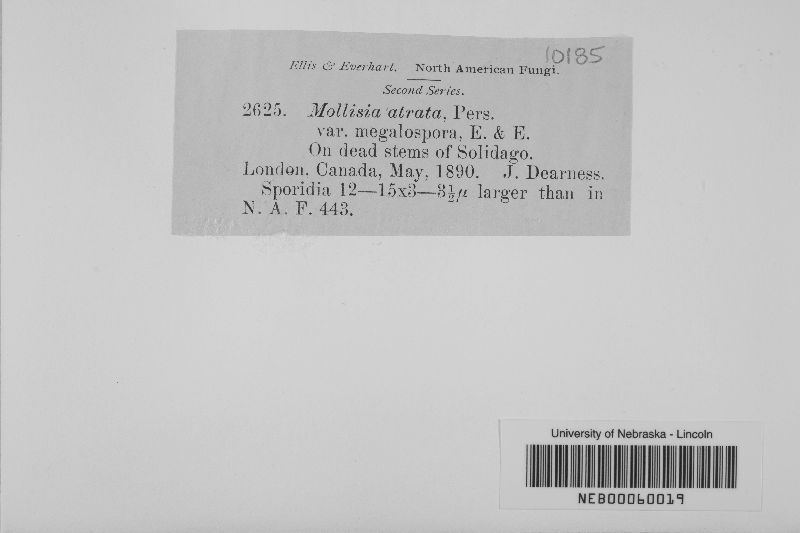 10185
Ellis & Everhart. North American Fungi.
Second Series.
2625. Mollisia atrata, Pers.
var. megalospora, E. & E.
On dead stems of Solidago.
London, Canada, May, 1890. J. Dearness.
Sporidia 12—15x3—3½µ larger than in
N. A. F. 443.
University of Nebraska - Lincoln
NEB00060019